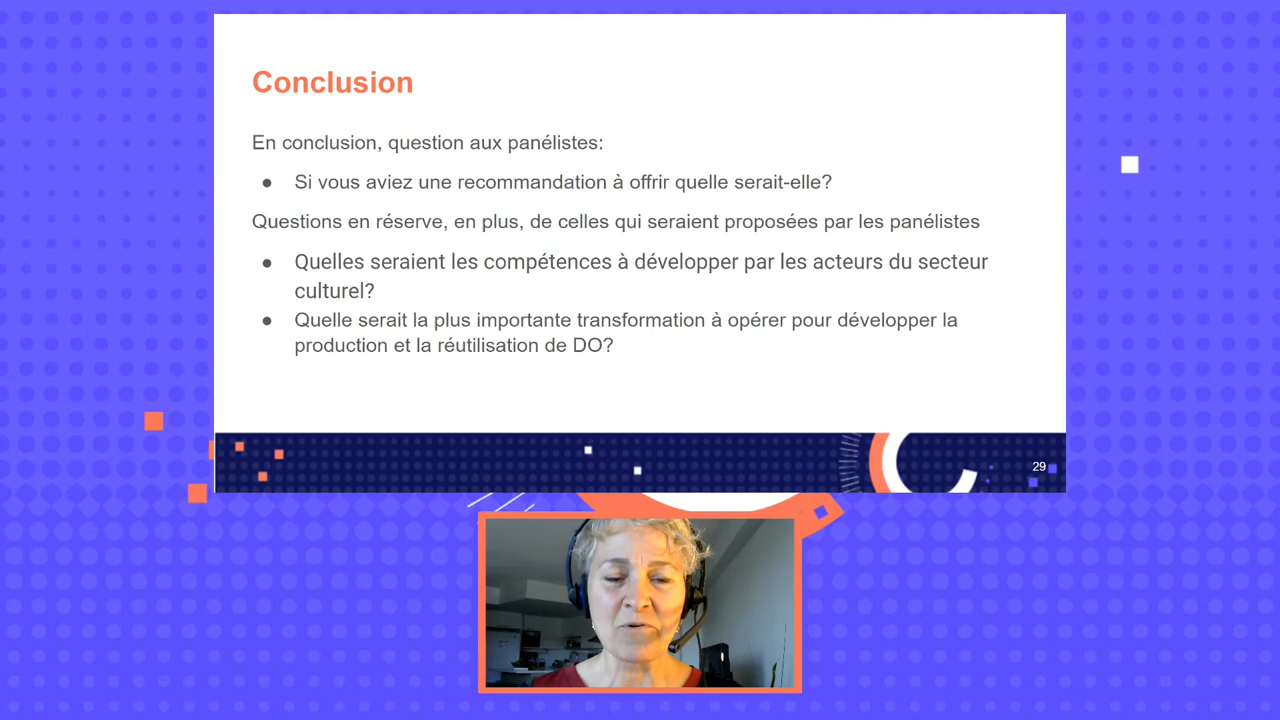 Conclusion
En conclusion, question aux panélistes:
● Si vous aviez une recommandation à offrir quelle serait-elle?
Questions en réserve, en plus, de celles qui seraient proposées par les panélistes
● Quelles seraient les compétences à développer par les acteurs du secteur
culturel?
● Quelle serait la plus importante transformation à opérer pour développer la
production et la réutilisation de DO?
29